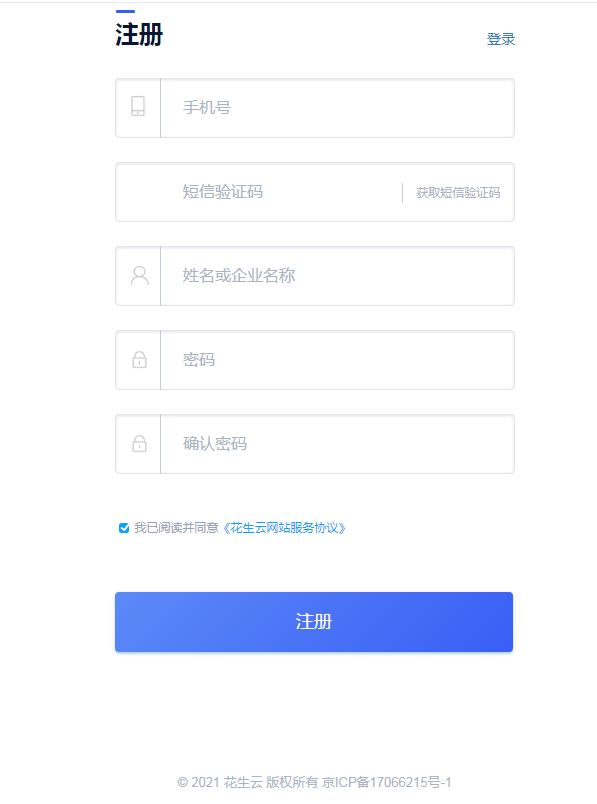 注册
登录
手机号
短信验证码
获取短信验证码
姓名或企业名称
密码
确认密码
我已阅读并同意《花生云网站服务协议》
注册
© 2021 花生云 版权所有 京ICP备17066215号-1